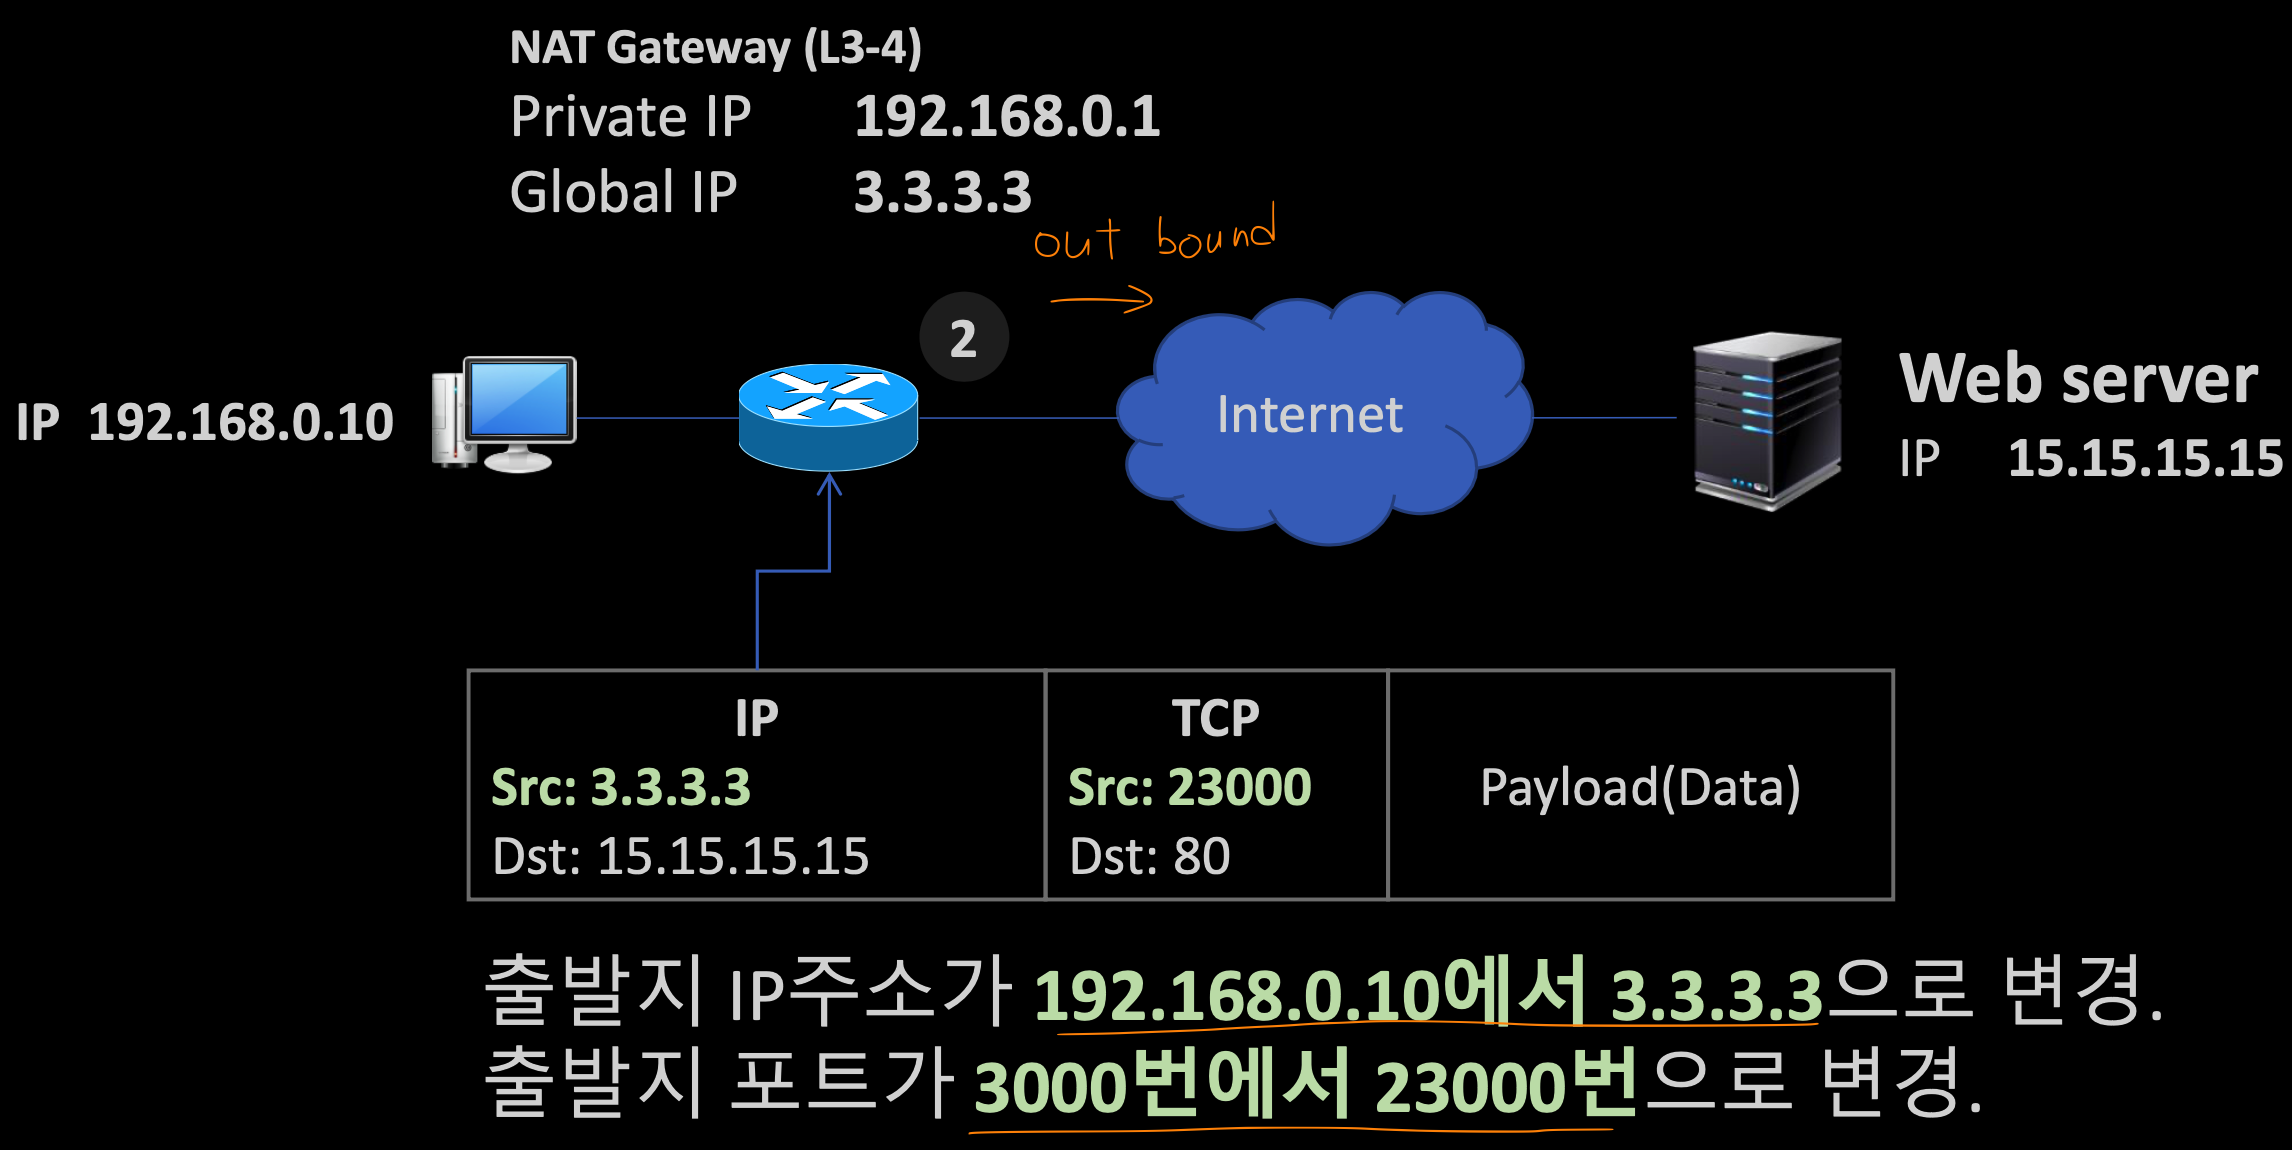 NAT Gateway (L3-4)
Private IP 192.168.0.1
Global IP 3.3.3.3
out bound
2
IP 192.168.0.10
Internet
Web server
IP 15.15.15.15
IP
Src: 3.3.3.3
Dst: 15.15.15.15
TCP
Src: 23000
Dst: 80
Payload(Data)
출발지 IP주소가 192.168.0.10에서 3.3.3.3으로 변경.
출발지 포트가 3000번에서 23000번으로 변경.